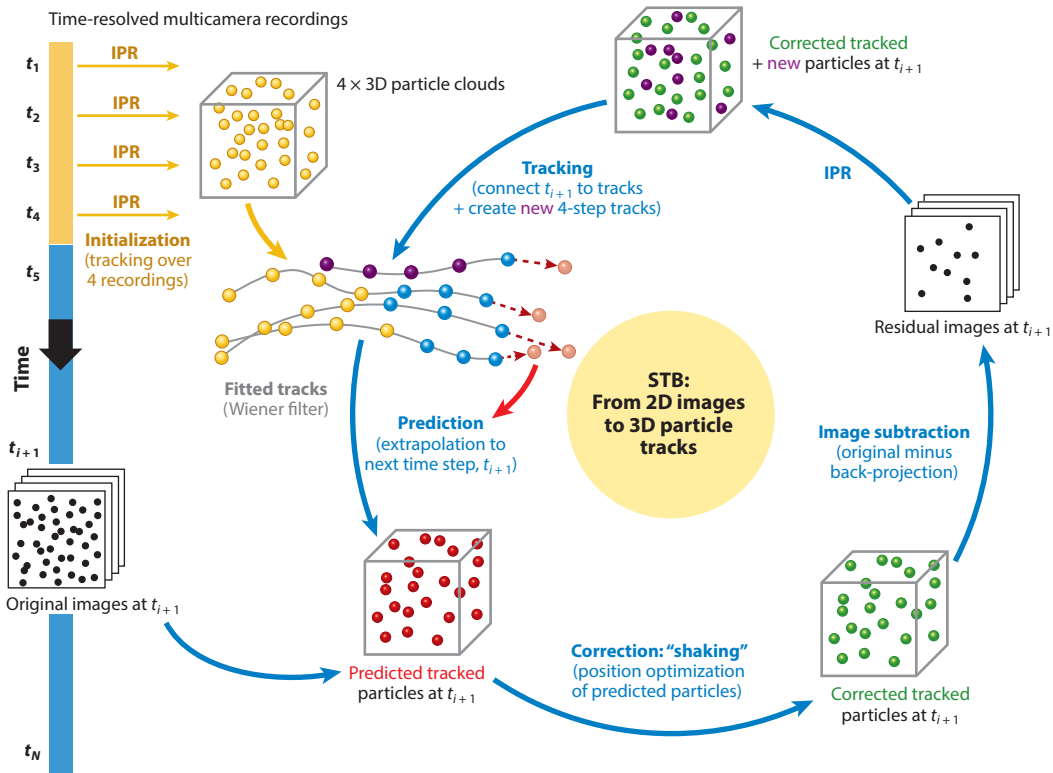 Time-resolved multicamera recordings
t1
IPR
t2
IPR
t3
IPR
t4
IPR
t5
4 × 3D particle clouds
Initialization
(tracking over
4 recordings)
Corrected tracked
+ new particles at ti + 1
Tracking
(connect ti + 1 to tracks
+ create new 4-step tracks)
IPR
Residual images at ti + 1
Time
Fitted tracks
(Wiener filter)
Prediction
(extrapolation to
next time step, ti + 1)
STB:
From 2D images
to 3D particle
tracks
Image subtraction
(original minus
back-projection)
ti + 1
Original images at ti + 1
Predicted tracked
particles at ti + 1
Correction: “shaking”
(position optimization
of predicted particles)
Corrected tracked
particles at ti + 1
tN